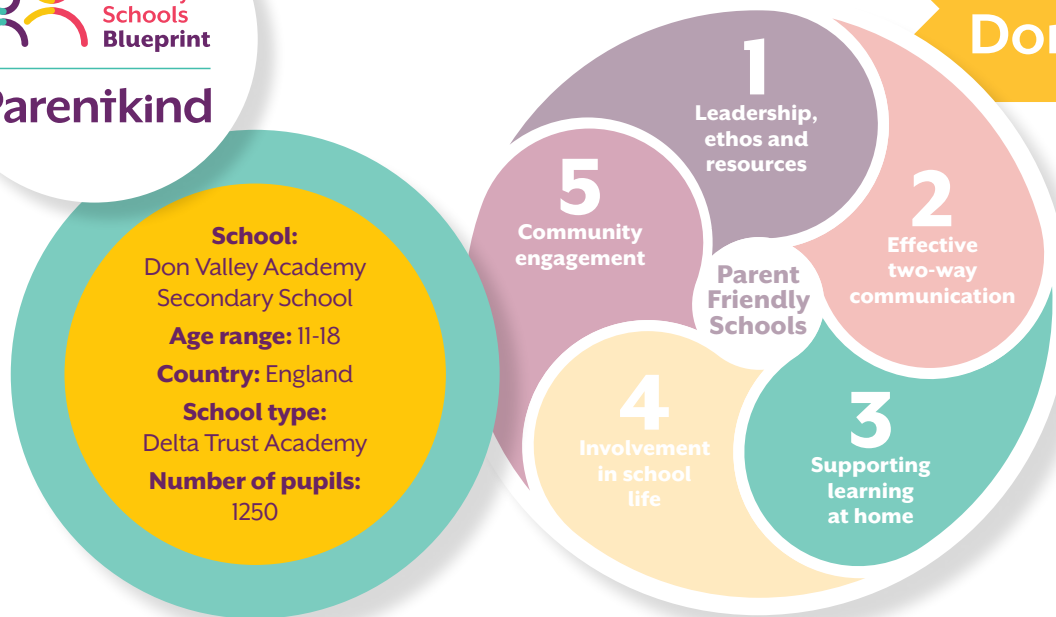 Schools
Blueprint
Parentkind
School:
Don Valley Academy
Secondary School
Age range: 11-18
Country: England
School type:
Delta Trust Academy
Number of pupils:
1250
1
Leadership,
ethos and
resources
2
Effective
two-way
communication
3
Supporting
learning
at home
4
Involvement
in school
life
5
Community
engagement
Parent
Friendly
Schools
Don